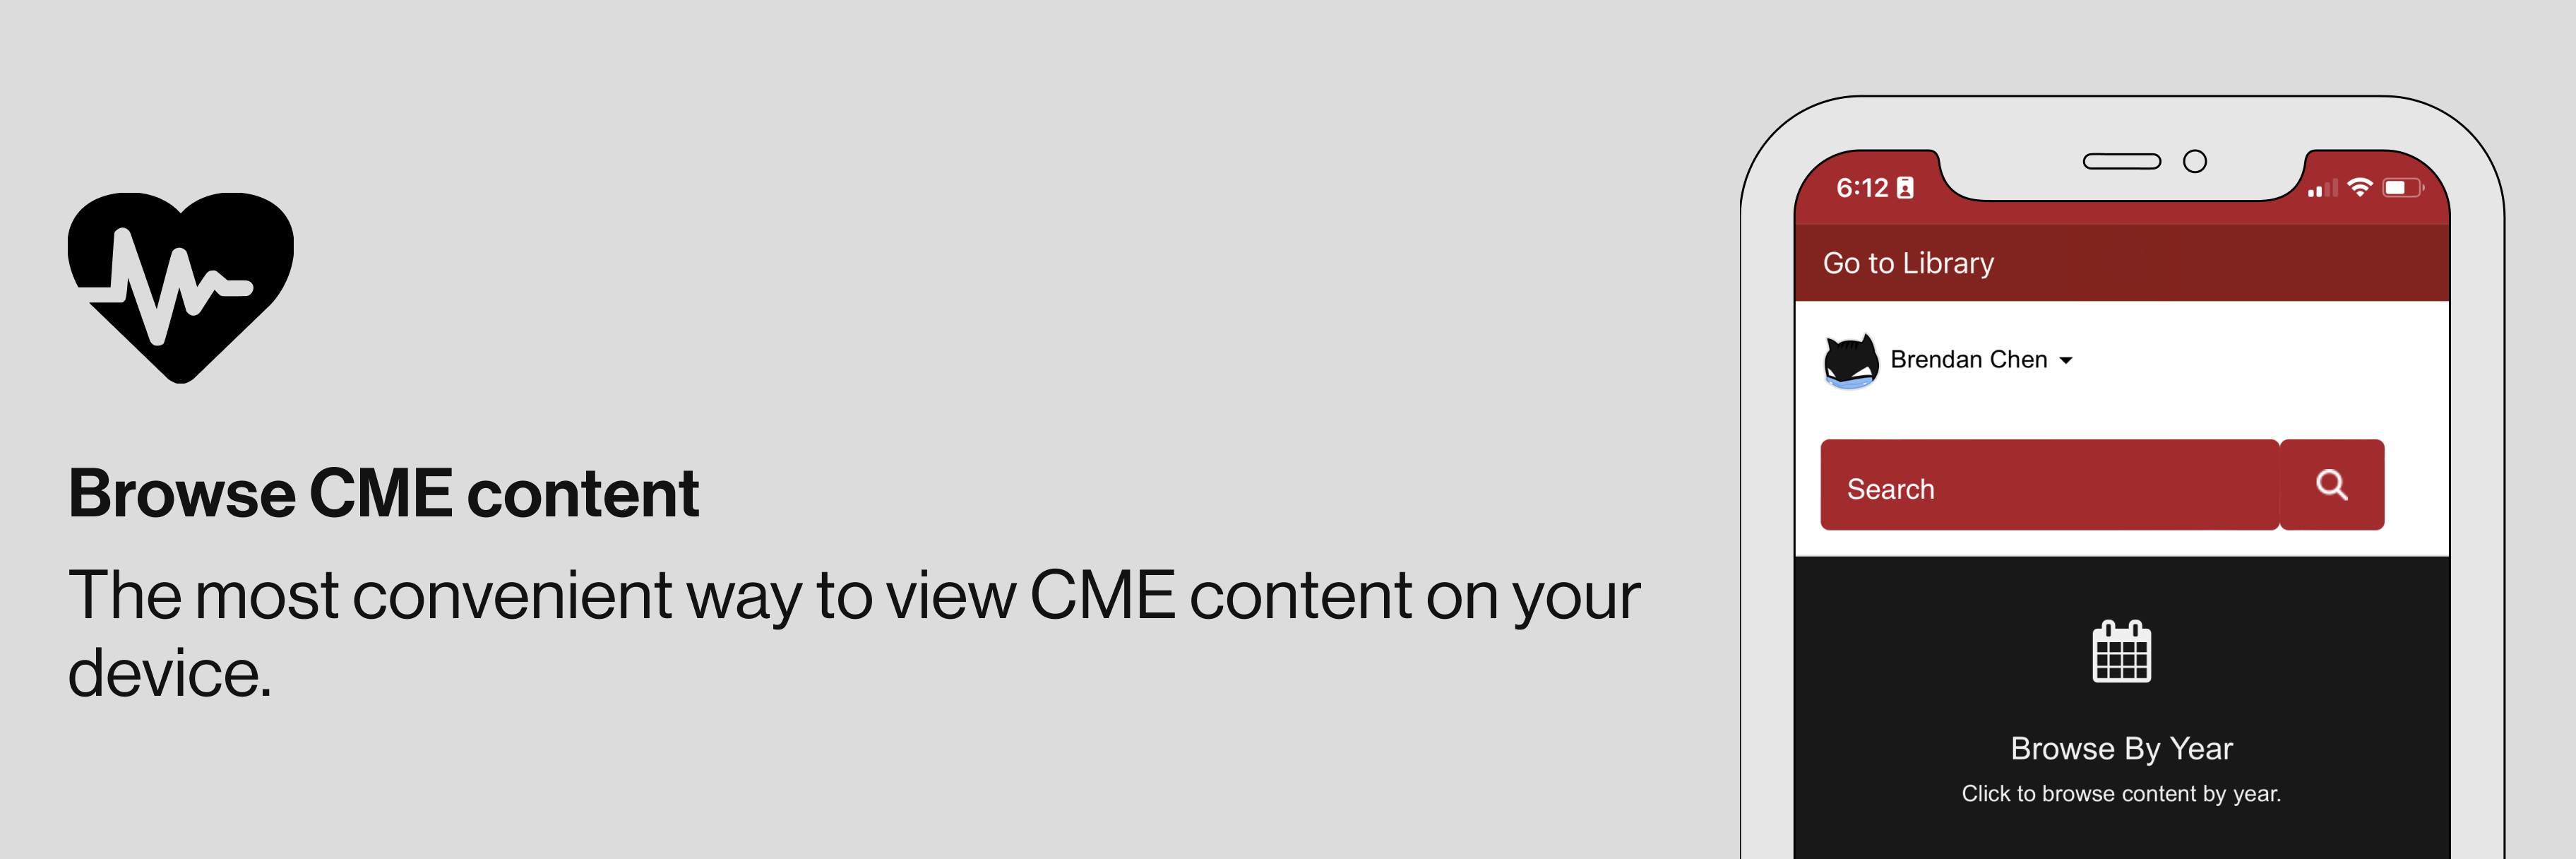 Browse CME content
The most convenient way to view CME content on your
device.
6:12
Go to Library
Brendan Chen
Search
Browse By Year
Click to browse content by year.